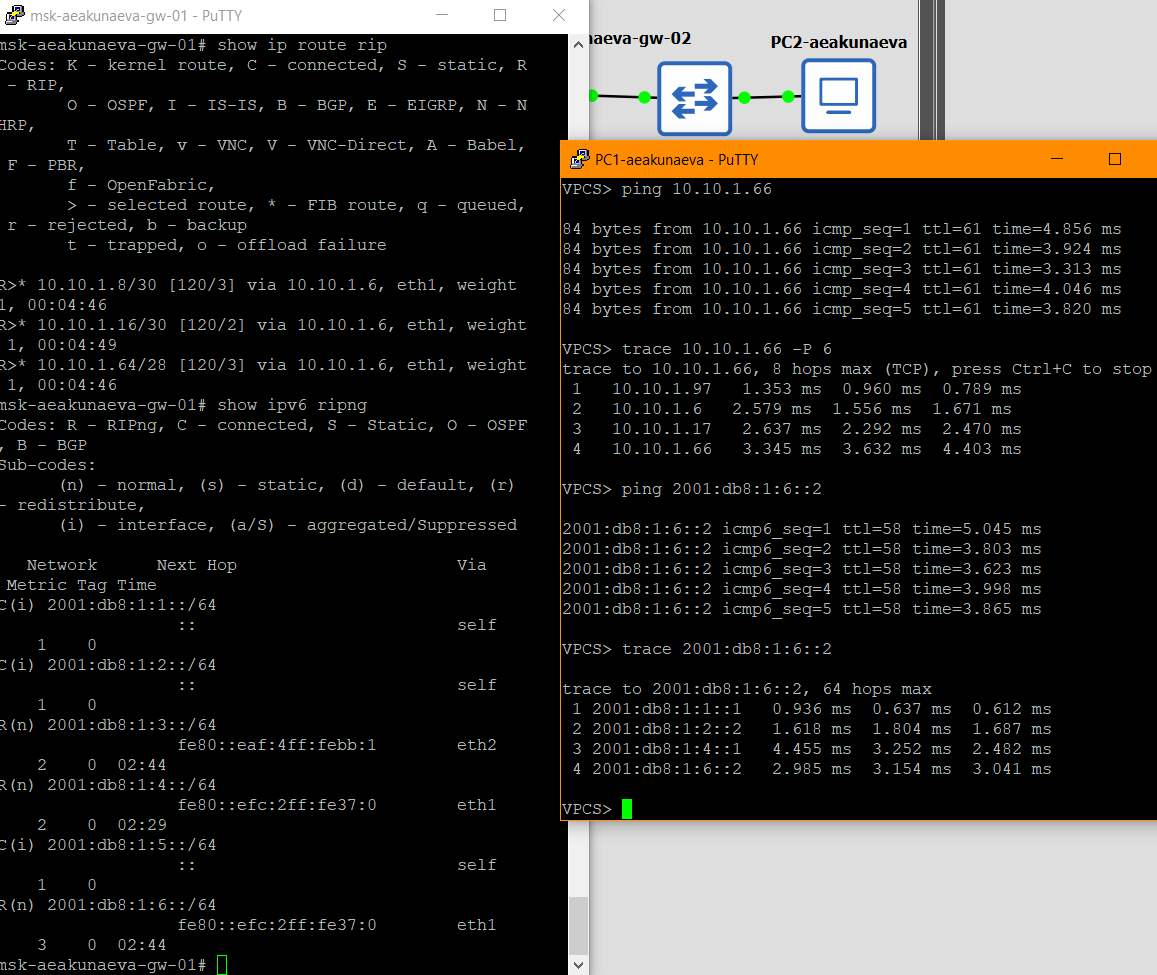 msk-aeakunaeva-gw-01 - PuTTY
msk-aeakunaeva-gw-01# show ip route rip
Codes: K - kernel route, C - connected, S - static, R
 - RIP,
       O - OSPF, I - IS-IS, B - BGP, E - EIGRP, N - N
HRP,
       T - Table, v - VNC, V - VNC-Direct, A - Babel,
 F - PBR,
       f - OpenFabric,
       > - selected route, * - FIB route, q - queued,
 r - rejected, b - backup
       t - trapped, o - offload failure
R>* 10.10.1.8/30 [120/3] via 10.10.1.6, eth1, weight
1, 00:04:46
R>* 10.10.1.16/30 [120/2] via 10.10.1.6, eth1, weight
 1, 00:04:49
R>* 10.10.1.64/28 [120/3] via 10.10.1.6, eth1, weight
 1, 00:04:46
msk-aeakunaeva-gw-01# show ipv6 ripng
Codes: R - RIPng, C - connected, S - Static, O - OSPF
, B - BGP
Sub-codes:
      (n) - normal, (s) - static, (d) - default, (r)
- redistribute,
      (i) - interface, (a/S) - aggregated/Suppressed
   Network      Next Hop                      Via
 Metric Tag Time
C(i) 2001:db8:1:1::/64
                  ::                          self
    1    0
C(i) 2001:db8:1:2::/64
                  ::                          self
    1    0
R(n) 2001:db8:1:3::/64
                  fe80::eaf:4ff:febb:1        eth2
    2    0  02:44
R(n) 2001:db8:1:4::/64
                  fe80::efc:2ff:fe37:0        eth1
    2    0  02:29
C(i) 2001:db8:1:5::/64
                  ::                          self
    1    0
R(n) 2001:db8:1:6::/64
                  fe80::efc:2ff:fe37:0        eth1
    3    0  02:44
msk-aeakunaeva-gw-01#
naeva-gw-02
PC2-aeakunaeva
PC1-aeakunaeva - PuTTY
VPCS> ping 10.10.1.66
84 bytes from 10.10.1.66 icmp_seq=1 ttl=61 time=4.856 ms
84 bytes from 10.10.1.66 icmp_seq=2 ttl=61 time=3.924 ms
84 bytes from 10.10.1.66 icmp_seq=3 ttl=61 time=3.313 ms
84 bytes from 10.10.1.66 icmp_seq=4 ttl=61 time=4.046 ms
84 bytes from 10.10.1.66 icmp_seq=5 ttl=61 time=3.820 ms
VPCS> trace 10.10.1.66 -P 6
trace to 10.10.1.66, 8 hops max (TCP), press Ctrl+C to stop
 1   10.10.1.97   1.353 ms  0.960 ms  0.789 ms
 2   10.10.1.6   2.579 ms  1.556 ms  1.671 ms
 3   10.10.1.17   2.637 ms  2.292 ms  2.470 ms
 4   10.10.1.66   3.345 ms  3.632 ms  4.403 ms
VPCS> ping 2001:db8:1:6::2
2001:db8:1:6::2 icmp6_seq=1 ttl=58 time=5.045 ms
2001:db8:1:6::2 icmp6_seq=2 ttl=58 time=3.803 ms
2001:db8:1:6::2 icmp6_seq=3 ttl=58 time=3.623 ms
2001:db8:1:6::2 icmp6_seq=4 ttl=58 time=3.998 ms
2001:db8:1:6::2 icmp6_seq=5 ttl=58 time=3.865 ms
VPCS> trace 2001:db8:1:6::2
trace to 2001:db8:1:6::2, 64 hops max
 1 2001:db8:1:1::1   0.936 ms  0.637 ms  0.612 ms
 2 2001:db8:1:2::2   1.618 ms  1.804 ms  1.687 ms
 3 2001:db8:1:4::1   4.455 ms  3.252 ms  2.482 ms
 4 2001:db8:1:6::2   2.985 ms  3.154 ms  3.041 ms
VPCS>